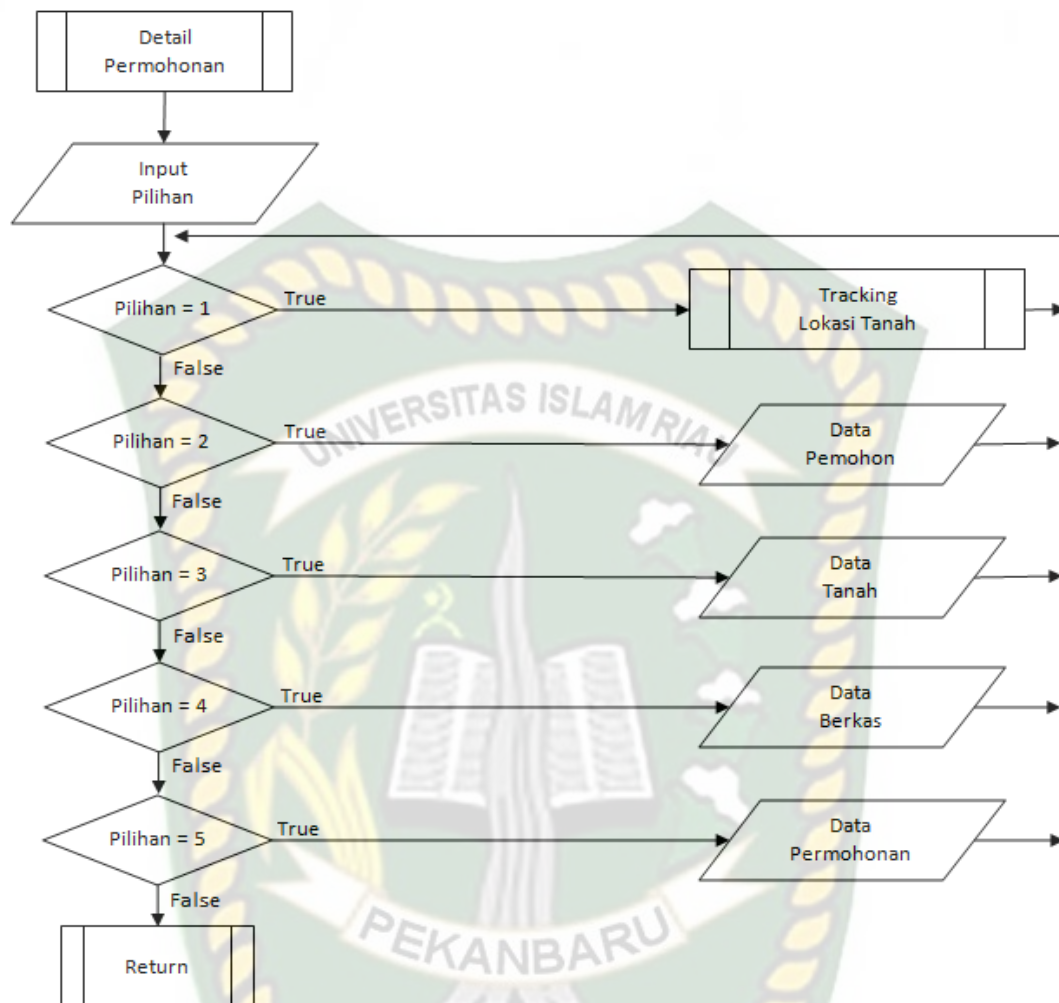 Detail
Permohonan
Input
Pilihan
Pilihan = 1
True
Tracking
Lokasi Tanah
False
UNIVERSITAS ISLAM RIAU
Pilihan = 2
True
Data
Pemohon
False
Pilihan = 3
True
Data
Tanah
False
Pilihan = 4
True
Data
Berkas
False
Pilihan = 5
True
Data
Permohonan
False
PEKANBARU
Return